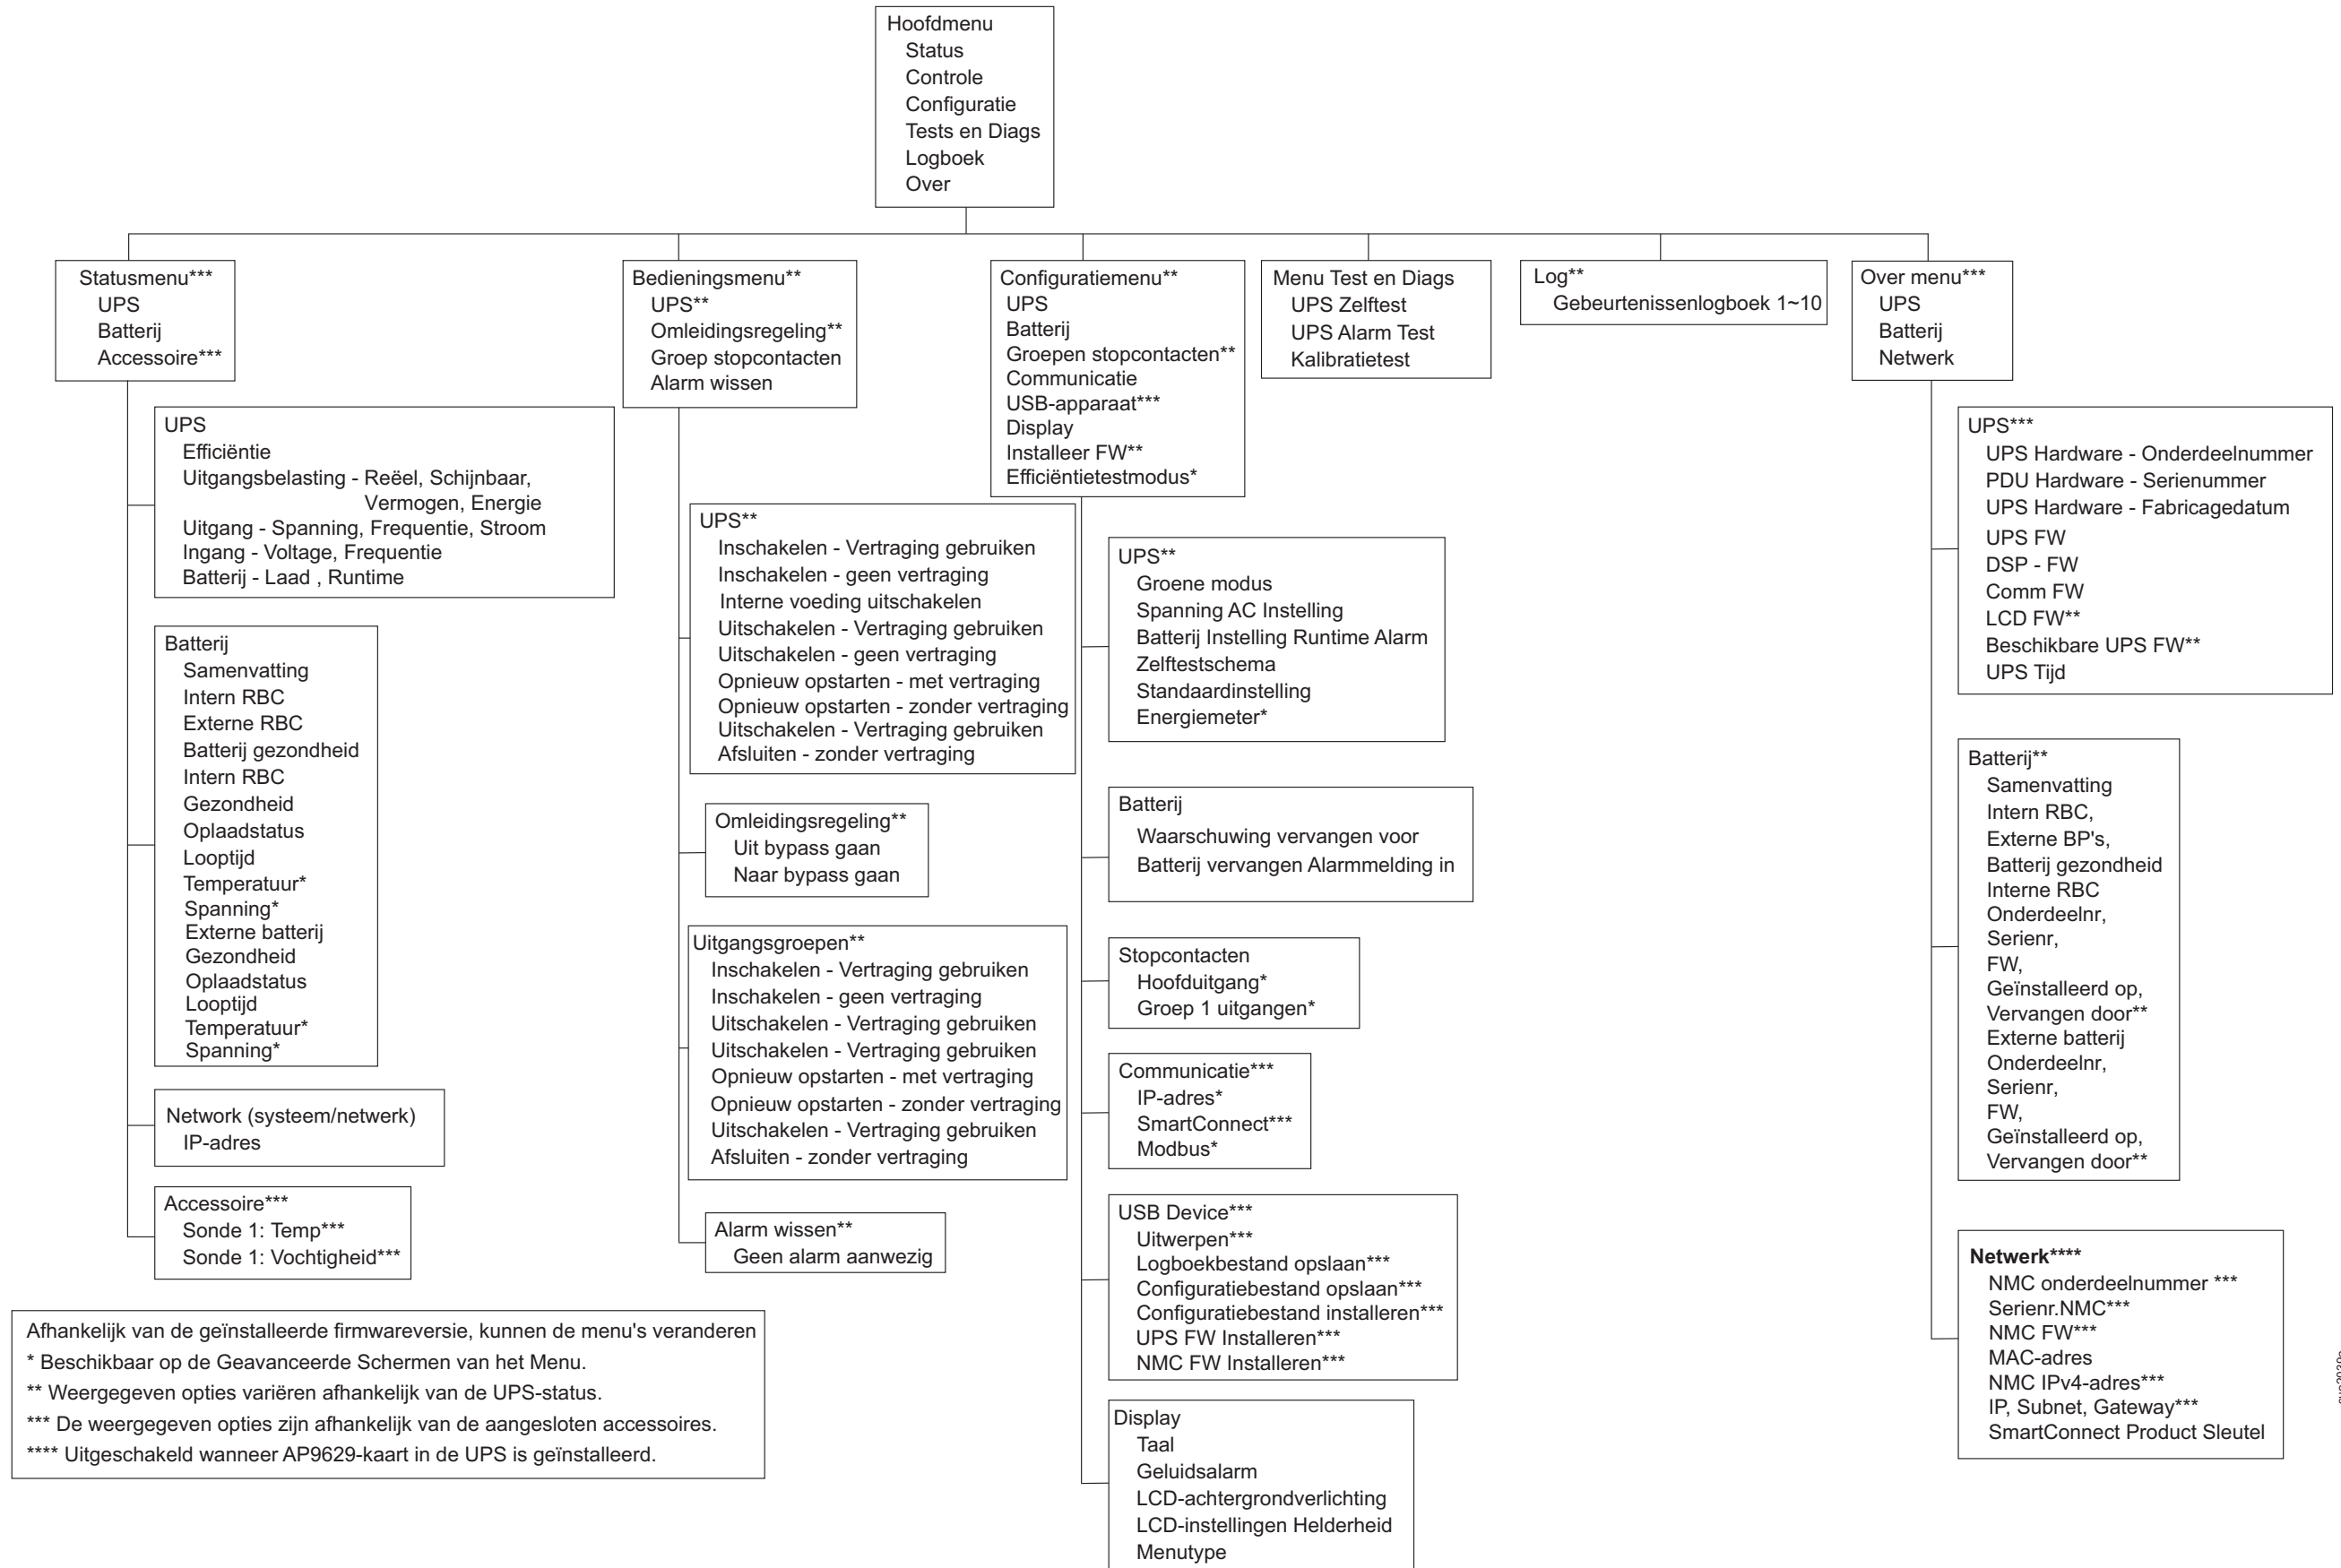 Hoofdmenu
Status
Controle
Configuratie
Tests en Diags
Logboek
Over
Statusmenu***
UPS
Batterij
Accessoire***
UPS
Efficiëntie
Uitgangsbelasting - Reëel, Schijnbaar,
Vermogen, Energie
Uitgang - Spanning, Frequentie, Stroom
Ingang - Voltage, Frequentie
Batterij - Laad , Runtime
Batterij
Samenvatting
Intern RBC
Externe RBC
Batterij gezondheid
Intern RBC
Gezondheid
Oplaadstatus
Looptijd
Temperatuur*
Spanning*
Externe batterij
Gezondheid
Oplaadstatus
Looptijd
Temperatuur*
Spanning*
Network (systeem/netwerk)
IP-adres
Accessoire***
Sonde 1: Temp***
Sonde 1: Vochtigheid***
Bedieningsmenu**
UPS**
Omleidingsregeling**
Groep stopcontacten
Alarm wissen
UPS**
Inschakelen - Vertraging gebruiken
Inschakelen - geen vertraging
Interne voeding uitschakelen
Uitschakelen - Vertraging gebruiken
Uitschakelen - geen vertraging
Opnieuw opstarten - met vertraging
Opnieuw opstarten - zonder vertraging
Uitschakelen - Vertraging gebruiken
Afsluiten - zonder vertraging
Omleidingsregeling**
Uit bypass gaan
Naar bypass gaan
Uitgangsgroepen**
Inschakelen - Vertraging gebruiken
Inschakelen - geen vertraging
Uitschakelen - Vertraging gebruiken
Uitschakelen - Vertraging gebruiken
Opnieuw opstarten - met vertraging
Opnieuw opstarten - zonder vertraging
Uitschakelen - Vertraging gebruiken
Afsluiten - zonder vertraging
Alarm wissen**
Geen alarm aanwezig
Configuratiemenu**
UPS
Batterij
Groepen stopcontacten**
Communicatie
USB-apparaat***
Display
Installeer FW**
Efficiëntietestmodus*
UPS**
Groene modus
Spanning AC Instelling
Batterij Instelling Runtime Alarm
Zelftestschema
Standaardinstelling
Energiemeter*
Batterij
Waarschuwing vervangen voor
Batterij vervangen Alarmmelding in
Stopcontacten
Hoofduitgang*
Groep 1 uitgangen*
Communicatie***
IP-adres*
SmartConnect***
Modbus*
USB Device***
Uitwerpen***
Logboekbestand opslaan***
Configuratiebestand opslaan***
Configuratiebestand installeren***
UPS FW Installeren***
NMC FW Installeren***
Display
Taal
Geluidsalarm
LCD-achtergrondverlichting
LCD-instellingen Helderheid
Menutype
Menu Test en Diags
UPS Zelftest
UPS Alarm Test
Kalibratietest
Log**
Gebeurtenissenlogboek 1~10
Over menu***
UPS
Batterij
Netwerk
UPS***
UPS Hardware - Onderdeelnummer
PDU Hardware - Serienummer
UPS Hardware - Fabricagedatum
UPS FW
DSP - FW
Comm FW
LCD FW**
Beschikbare UPS FW**
UPS Tijd
Batterij**
Samenvatting
Intern RBC,
Externe BP's,
Batterij gezondheid
Interne RBC
Onderdeelnr,
Serienr,
FW,
Geïnstalleerd op,
Vervangen door**
Externe batterij
Onderdeelnr,
Serienr,
FW,
Geïnstalleerd op,
Vervangen door**
Netwerk****
NMC onderdeelnummer ***
Serienr.NMC***
NMC FW***
MAC-adres
NMC IPv4-adres***
IP, Subnet, Gateway***
SmartConnect Product Sleutel
Afhankelijk van de geïnstalleerde firmwareversie, kunnen de menu's veranderen
* Beschikbaar op de Geavanceerde Schermen van het Menu.
** Weergegeven opties variëren afhankelijk van de UPS-status.
*** De weergegeven opties zijn afhankelijk van de aangesloten accessoires.
**** Uitgeschakeld wanneer AP9629-kaart in de UPS is geïnstalleerd.